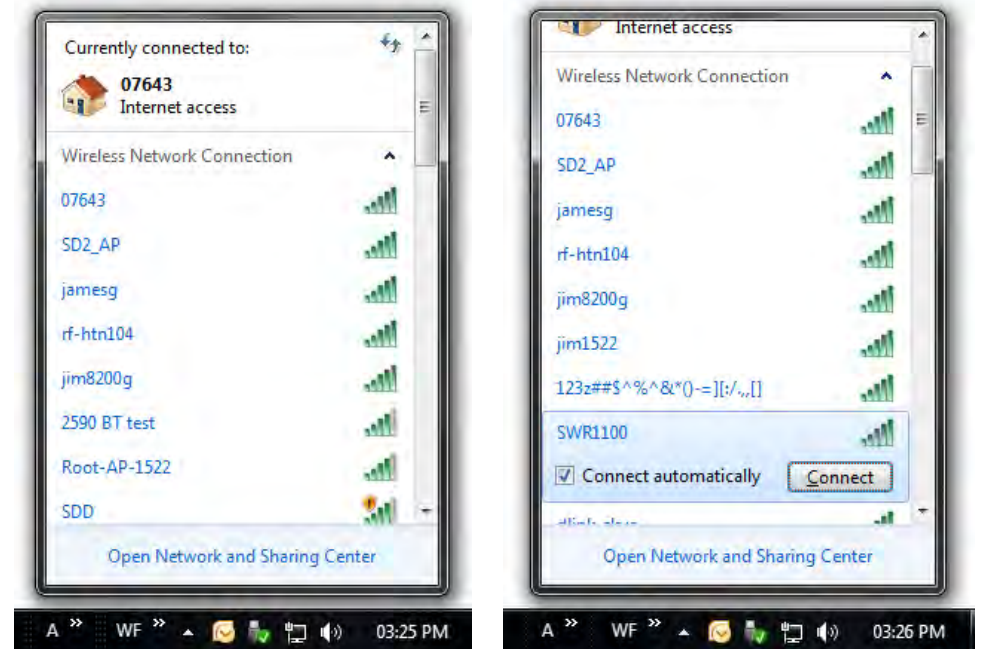 Currently connected to:
07643
Internet access
Wireless Network Connection
07643
SD2_AP
jamesg
rf-htn104
jim8200g
2590 BT test
Root-AP-1522
SDD
Open Network and Sharing Center
A » WF » 03:25 PM
Internet access
Wireless Network Connection
07643
SD2_AP
jamesg
rf-htn104
jim8200g
jim1522
123z##$^%^&*()-=][:/.,,[]
SWR1100
Connect automatically Connect
Open Network and Sharing Center
A » WF » 03:26 PM